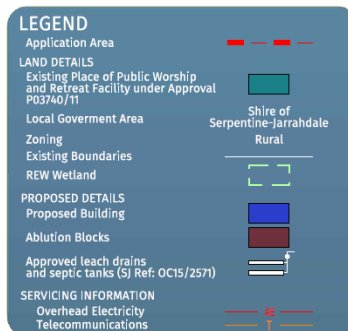 LEGEND
Application Area
LAND DETAILS
Existing Place of Public Worship
and Retreat Facility under Approval
P03740/11
Local Goverment Area
Shire of
Serpentine-Jarrahdale
Zoning
Rural
Existing Boundaries
REW Wetland
PROPOSED DETAILS
Proposed Building
Ablution Blocks
Approved leach drains
and septic tanks (SJ Ref: OC15/2571)
SERVICING INFORMATION
Overhead Electricity
AE
Telecommunications
T